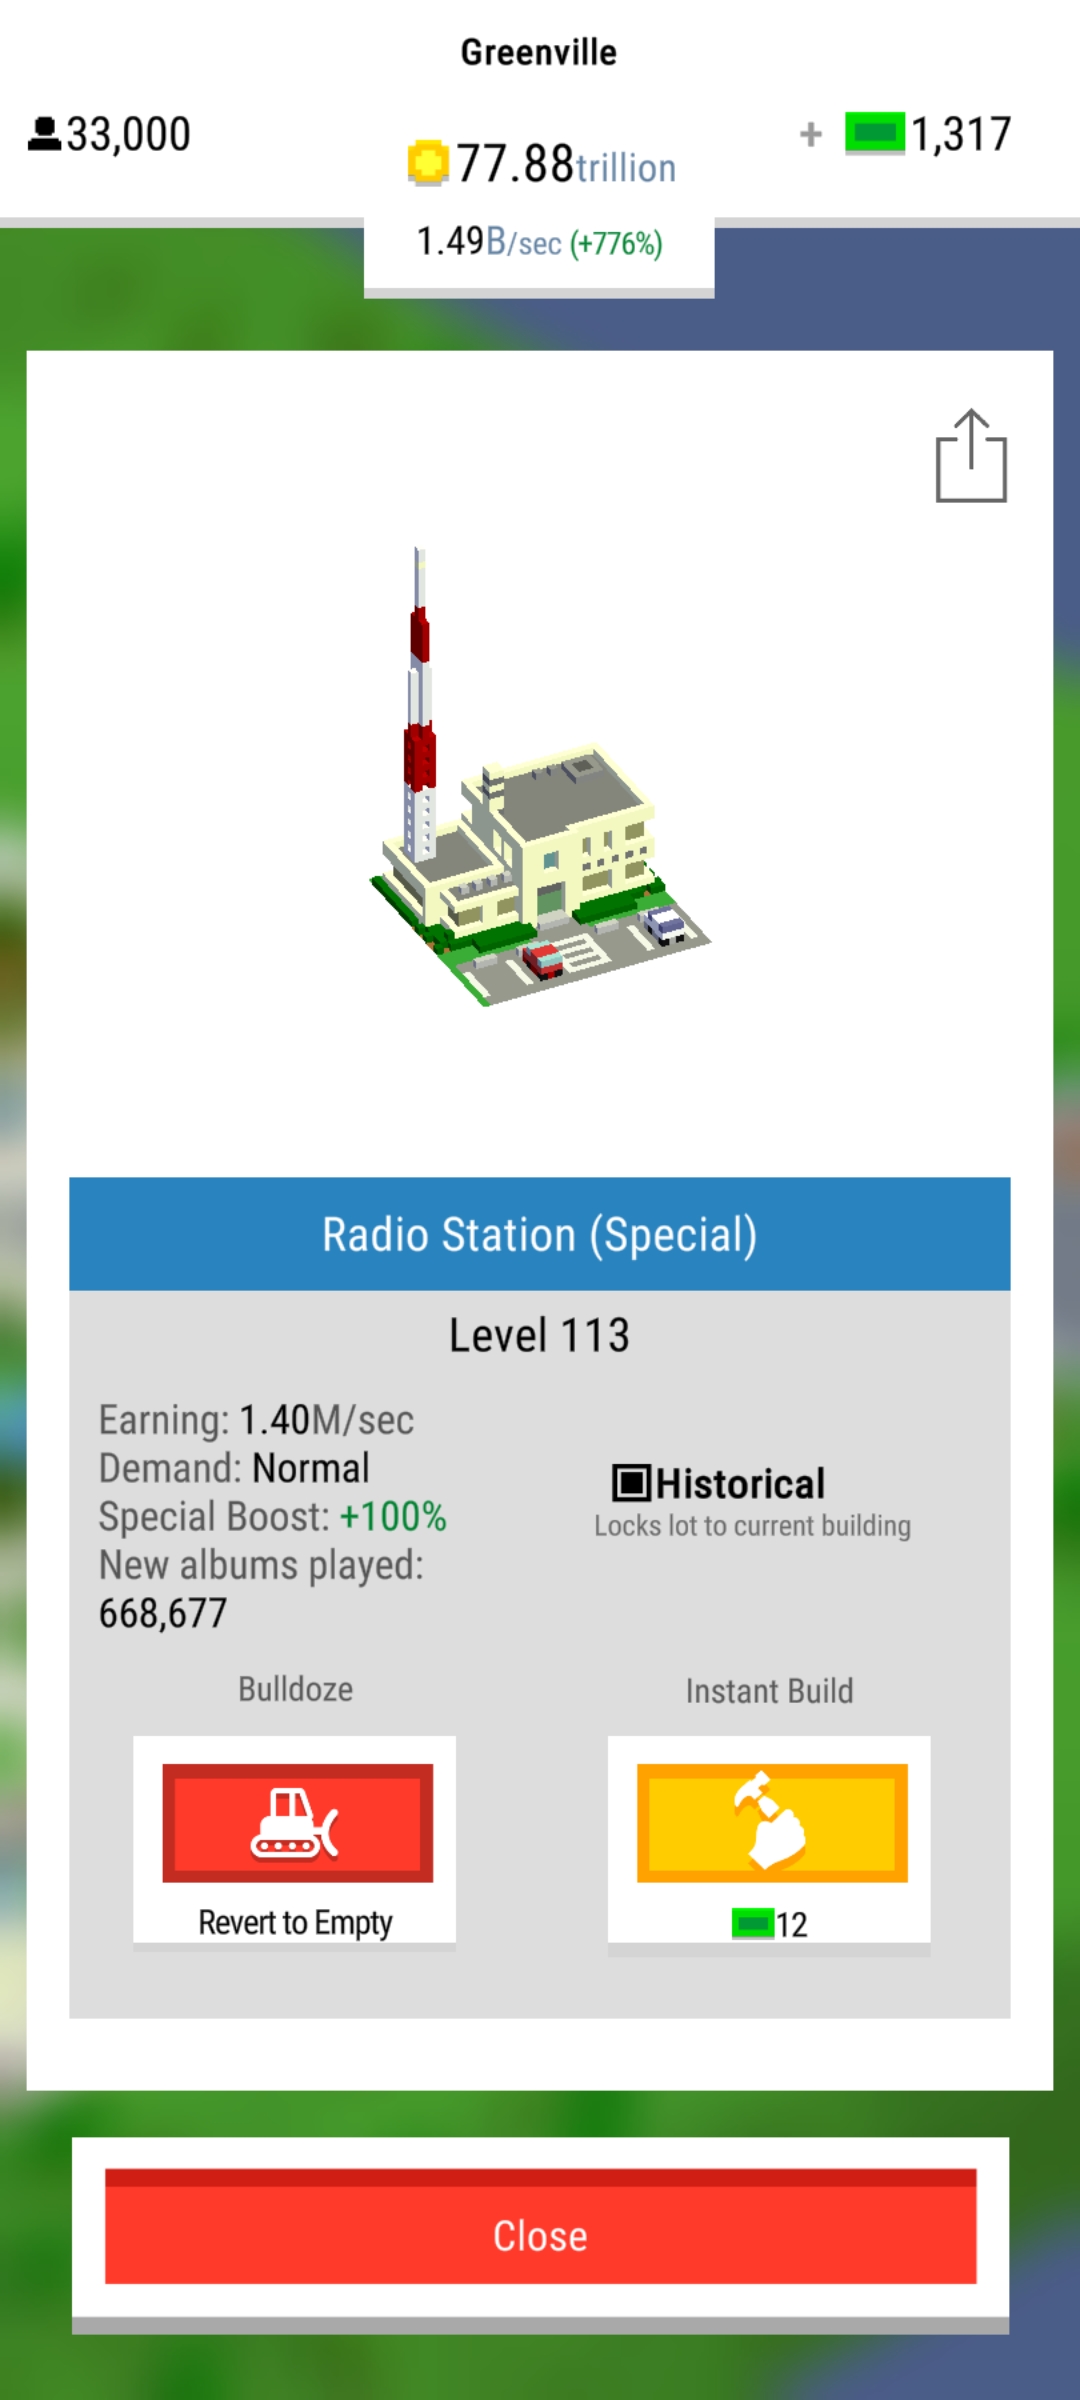 Greenville
33,000
77.88trillion
+ 1,317
1.49B/sec (+776%)
Radio Station (Special)
Level 113
Earning: 1.40M/sec
Demand: Normal
Special Boost: +100%
New albums played:
668,677
Historical
Locks lot to current building
Bulldoze
Instant Build
Revert to Empty
12
Close